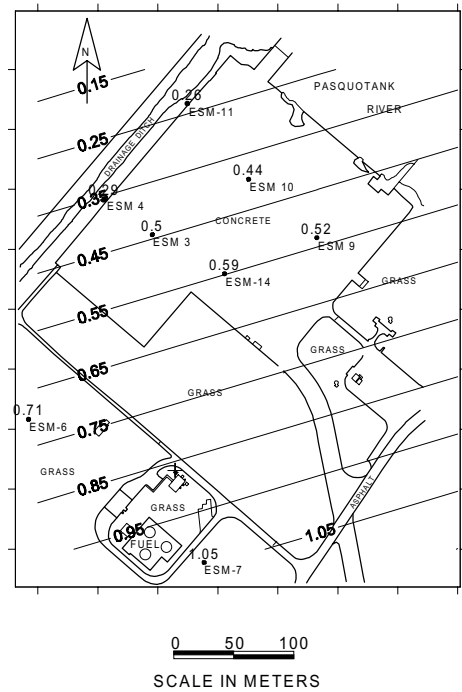 N
0.15
PASQUOTANK
RIVER
0.26
ESM-11
0.25
DRAINAGE DITCH
0.44
ESM 10
0.29
0.35
ESM 4
0.5
ESM 3
CONCRETE
0.52
ESM 9
0.45
0.59
ESM-14
GRASS
0.55
GRASS
0.65
GRASS
0.71
ESM-6
0.75
GRASS
0.85
GRASS
ASPHALT
0.95
FUEL
1.05
1.05
ESM-7
0 50 100
SCALE IN METERS